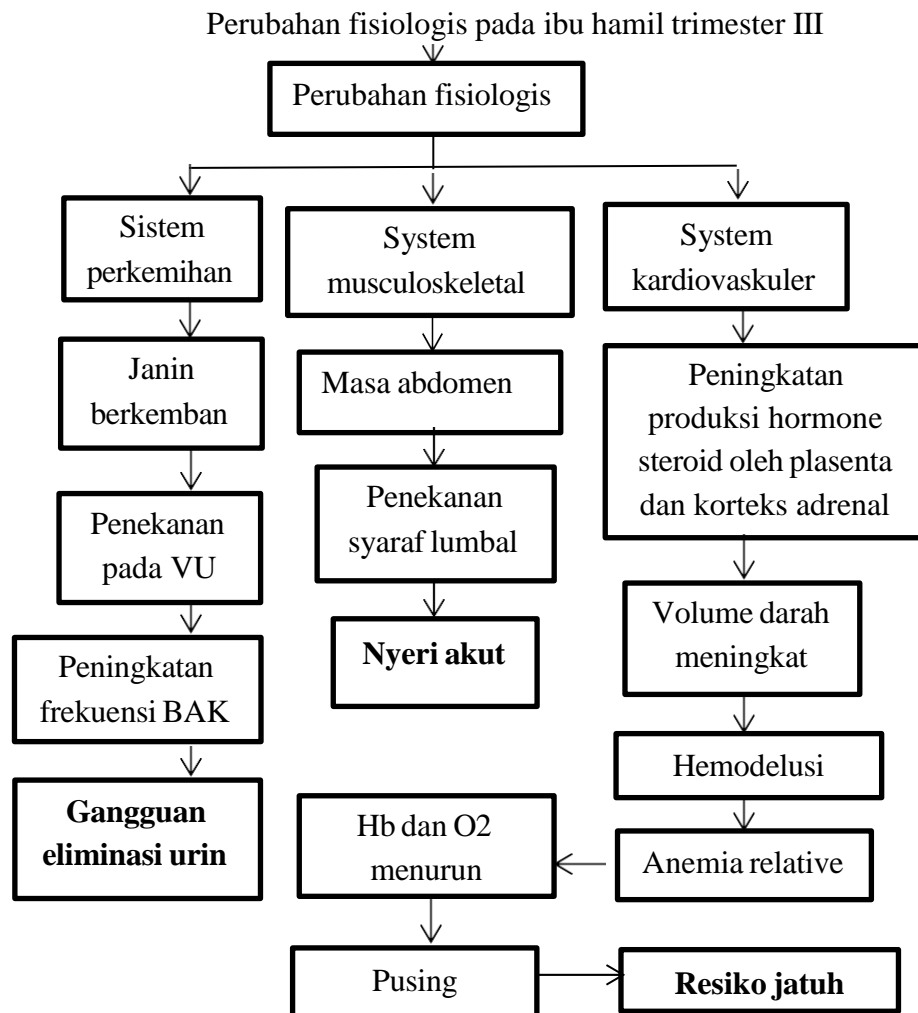 Perubahan fisiologis pada ibu hamil trimester III
Perubahan fisiologis
Sistem
perkemihan
System
musculoskeletal
System
kardiovaskuler
Janin
berkemban
Masa abdomen
Peningkatan
produksi hormone
steroid oleh plasenta
dan korteks adrenal
Penekanan
pada VU
Penekanan
syaraf lumbal
Volume darah
meningkat
Peningkatan
frekuensi BAK
Nyeri akut
Hemodelusi
Gangguan
eliminasi urin
Hb dan O2
menurun
Anemia relative
Pusing
Resiko jatuh